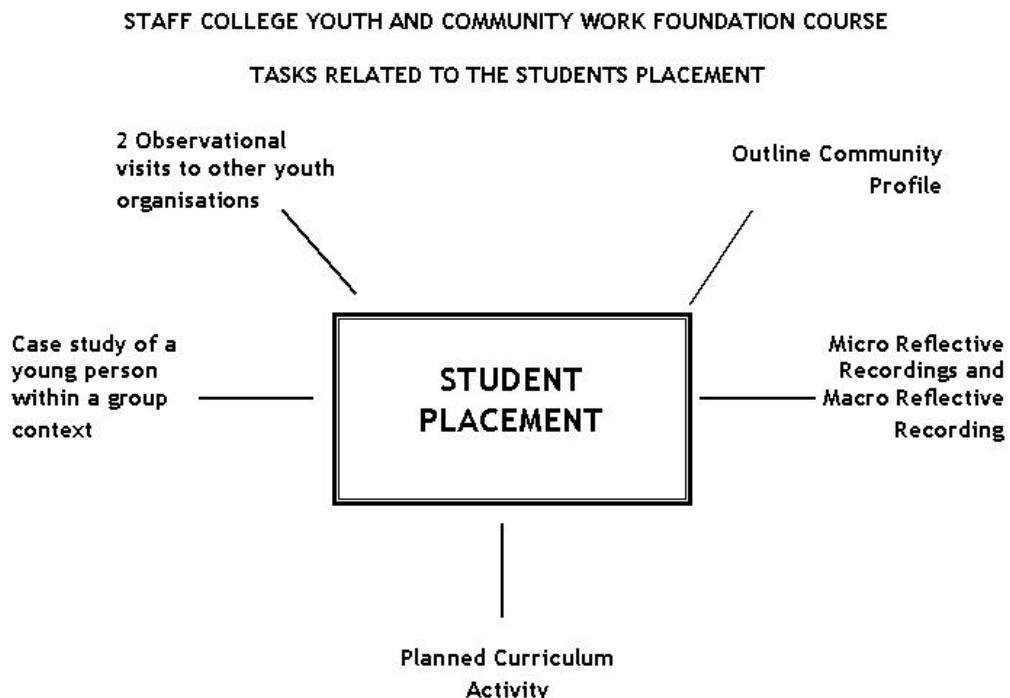 STAFF COLLEGE YOUTH AND COMMUNITY WORK FOUNDATION COURSE
TASKS RELATED TO THE STUDENTS PLACEMENT
2 Observational
visits to other youth
organisations
Outline Community
Profile
Case study of a
young person
within a group
context
STUDENT
PLACEMENT
Micro Reflective
Recordings and
Macro Reflective
Recording
Planned Curriculum
Activity